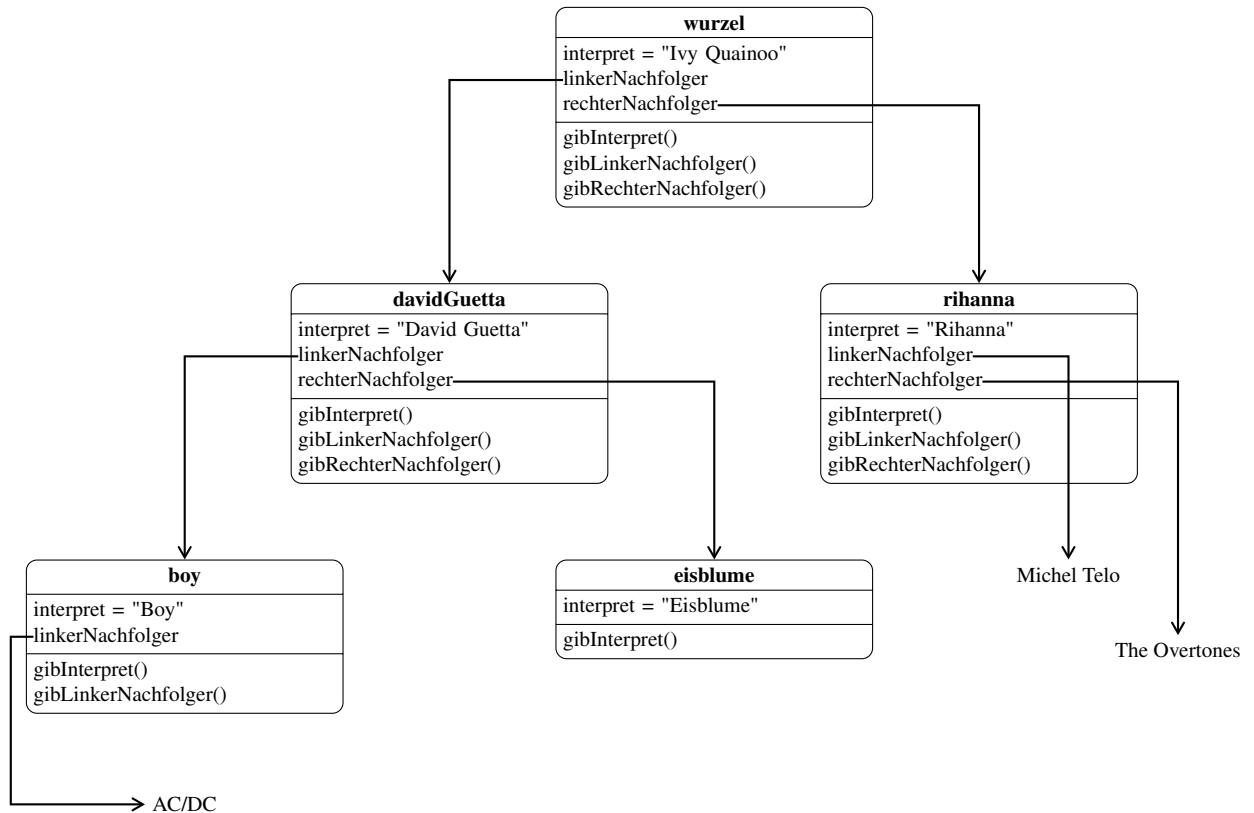 wurzel
interpret = "Ivy Quainoo"
linkerNachfolger
rechterNachfolger
gibInterpret()
gibLinkerNachfolger()
gibRechterNachfolger()
davidGuetta
interpret = "David Guetta"
linkerNachfolger
rechterNachfolger
gibInterpret()
gibLinkerNachfolger()
gibRechterNachfolger()
rihanna
interpret = "Rihanna"
linkerNachfolger
rechterNachfolger
gibInterpret()
gibLinkerNachfolger()
gibRechterNachfolger()
boy
interpret = "Boy"
linkerNachfolger
gibInterpret()
gibLinkerNachfolger()
eisblume
interpret = "Eisblume"
gibInterpret()
Michel Telo
The Overtones
AC/DC